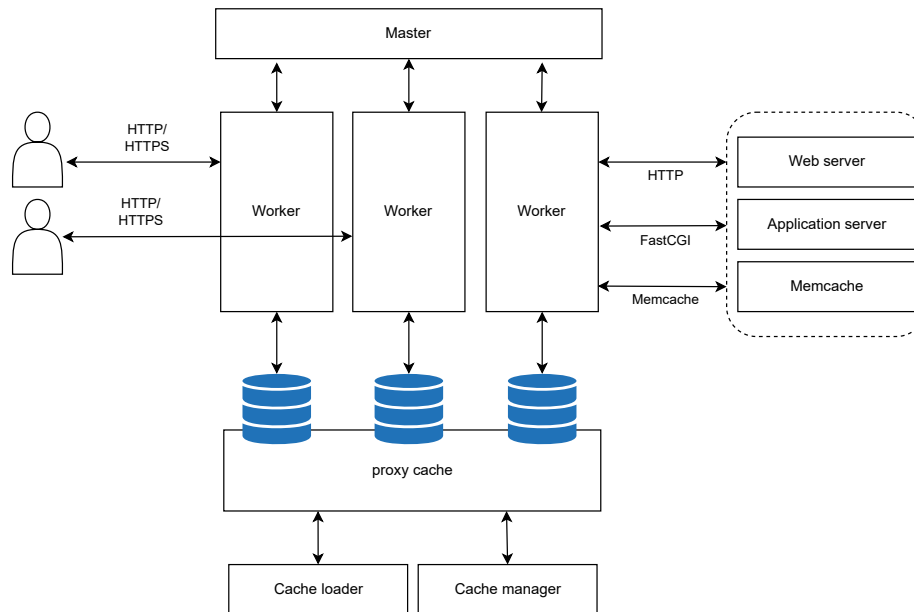 Master
HTTP/
HTTPS
HTTP/
HTTPS
Worker
Worker
Worker
HTTP
FastCGI
Memcache
Web server
Application server
Memcache
proxy cache
Cache loader
Cache manager